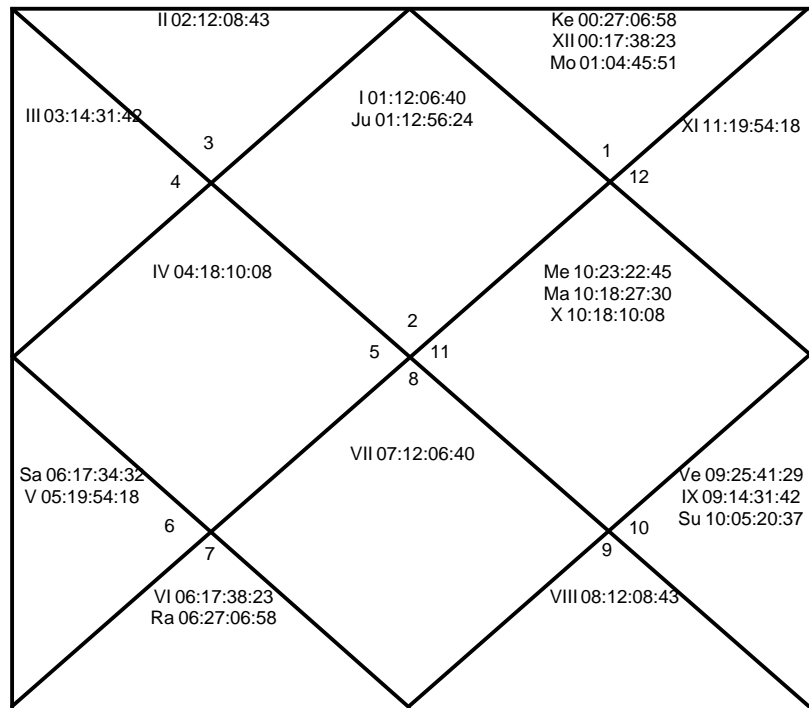 II 02:12:08:43
Ke 00:27:06:58
XII 00:17:38:23
Mo 01:04:45:51
I 01:12:06:40
Ju 01:12:56:24
III 03:14:31:42
XI 11:19:54:18
3
1
4
12
IV 04:18:10:08
Me 10:23:22:45
Ma 10:18:27:30
X 10:18:10:08
2
5
11
8
VII 07:12:06:40
Sa 06:17:34:32
V 05:19:54:18
Ve 09:25:41:29
IX 09:14:31:42
Su 10:05:20:37
6
10
7
9
VI 06:17:38:23
Ra 06:27:06:58
VIII 08:12:08:43